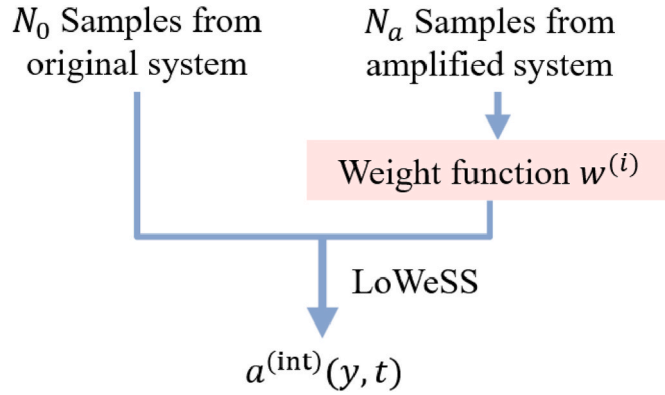 N₀ Samples from
original system
Nₐ Samples from
amplified system
Weight function w⁽ⁱ⁾
LoWeSS
a⁽ⁱⁿᵗ⁾(y, t)